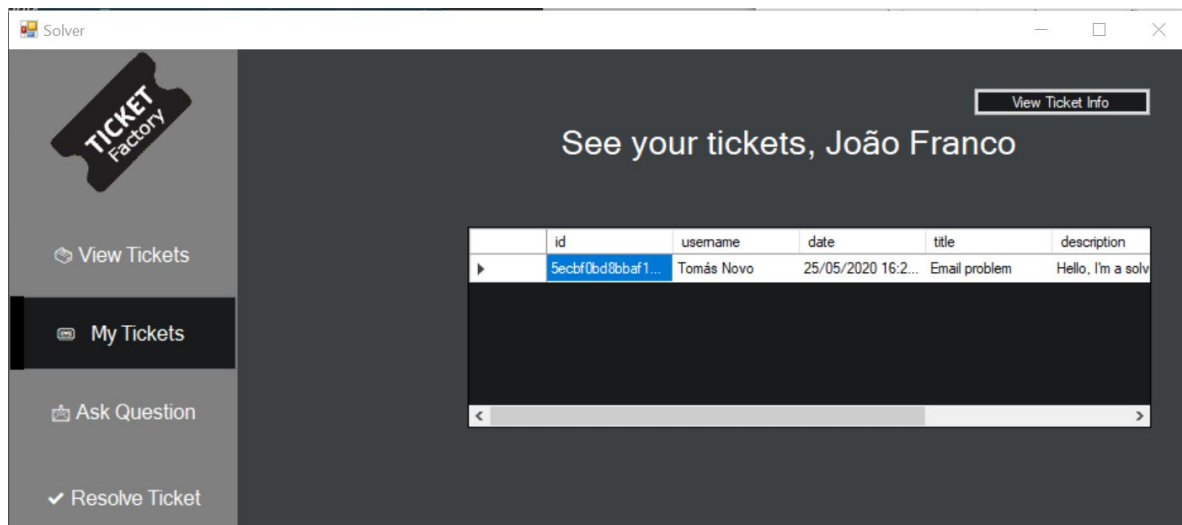 Solver
TICKET
Factory
View Tickets
My Tickets
Ask Question
Resolve Ticket
View Ticket Info
See your tickets, João Franco
id username date title description
5ecbf0bd8bbaf1... Tomás Novo 25/05/2020 16:2... Email problem Hello, I'm a solv